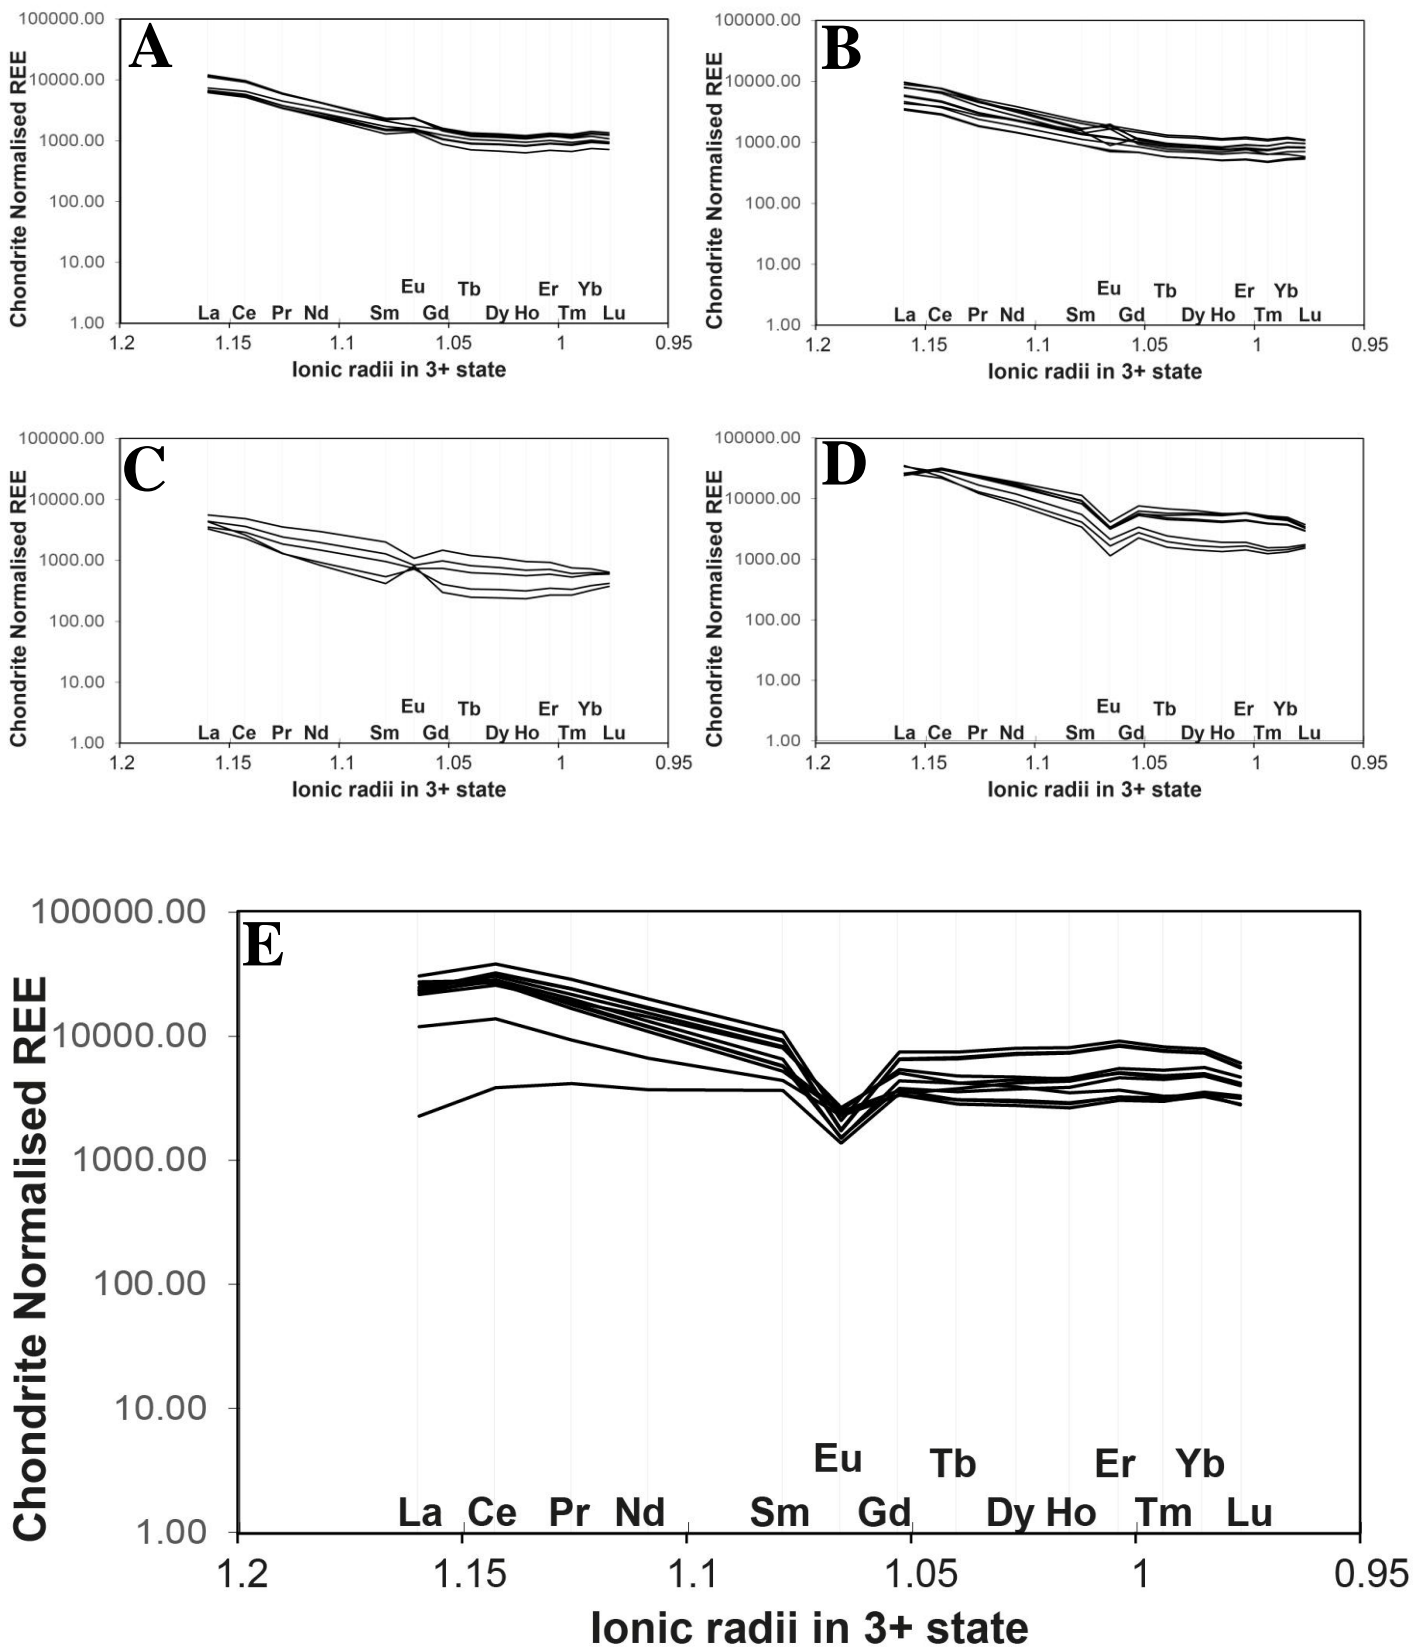 A
Chondrite Normalised REE
100000.00
10000.00
1000.00
100.00
10.00
1.00
Eu Tb Er Yb
La Ce Pr Nd Sm Gd Dy Ho Tm Lu
1.2 1.15 1.1 1.05 1 0.95
Ionic radii in 3+ state
B
Chondrite Normalised REE
100000.00
10000.00
1000.00
100.00
10.00
1.00
Eu Tb Er Yb
La Ce Pr Nd Sm Gd Dy Ho Tm Lu
1.2 1.15 1.1 1.05 1 0.95
Ionic radii in 3+ state
C
Chondrite Normalised REE
100000.00
10000.00
1000.00
100.00
10.00
1.00
Eu Tb Er Yb
La Ce Pr Nd Sm Gd Dy Ho Tm Lu
1.2 1.15 1.1 1.05 1 0.95
Ionic radii in 3+ state
D
Chondrite Normalised REE
100000.00
10000.00
1000.00
100.00
10.00
1.00
Eu Tb Er Yb
La Ce Pr Nd Sm Gd Dy Ho Tm Lu
1.2 1.15 1.1 1.05 1 0.95
Ionic radii in 3+ state
E
Chondrite Normalised REE
100000.00
10000.00
1000.00
100.00
10.00
1.00
Eu Tb Er Yb
La Ce Pr Nd Sm Gd Dy Ho Tm Lu
1.2 1.15 1.1 1.05 1 0.95
Ionic radii in 3+ state